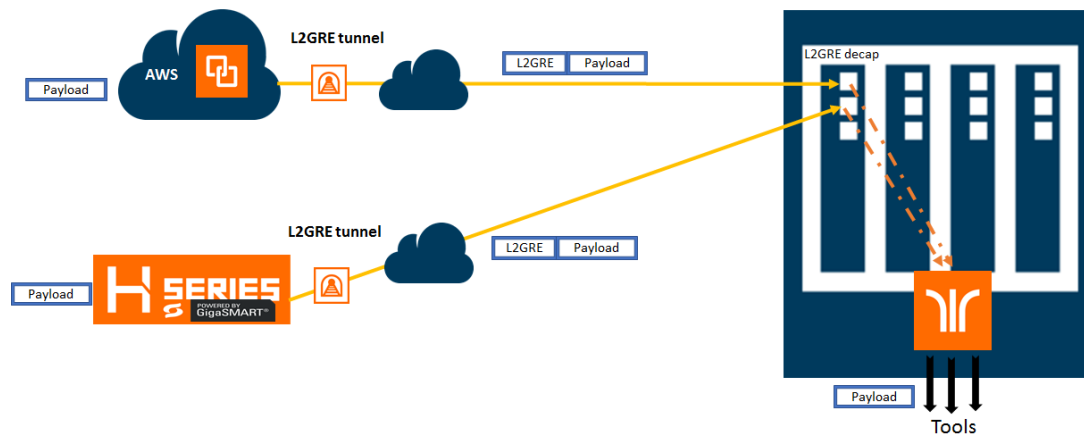 L2GRE tunnel
AWS
Payload
L2GRE Payload
L2GRE decap
L2GRE tunnel
L2GRE Payload
Payload
H SERIES
POWERED BY
GigaSMART®
Payload
Tools